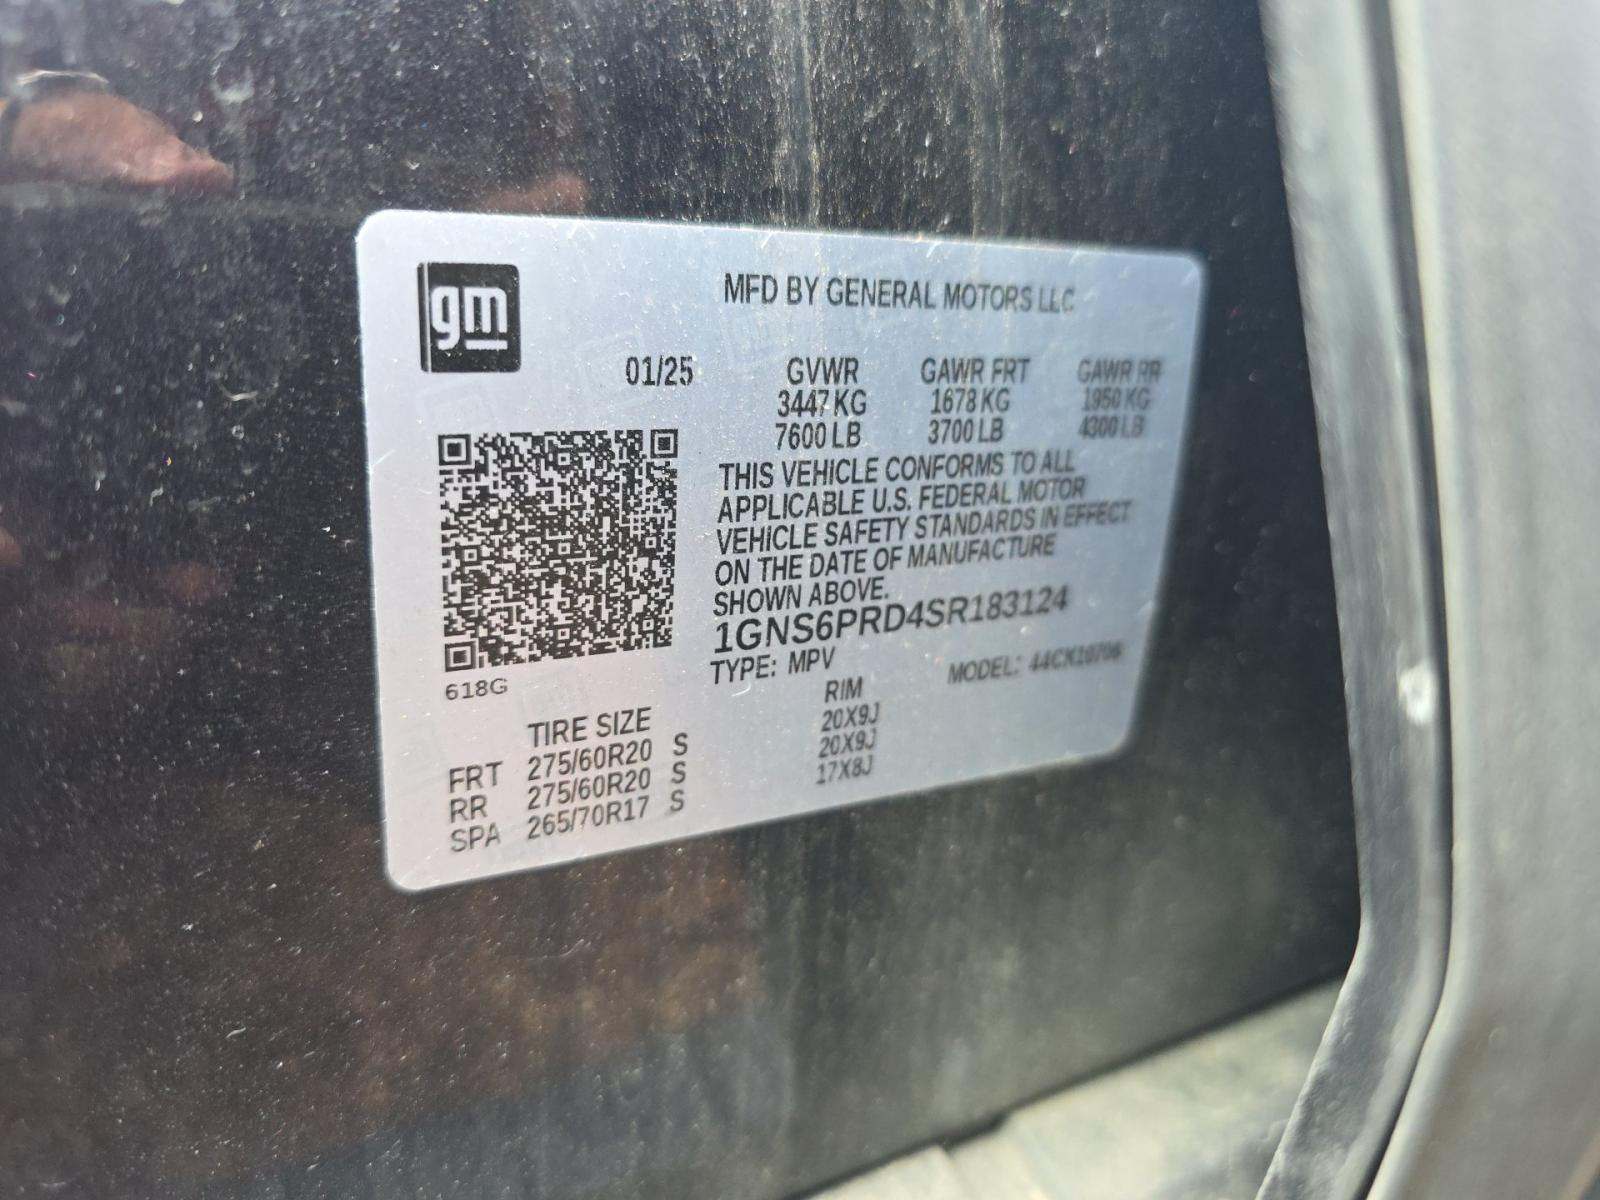 gm
MFD BY GENERAL MOTORS LLC
01/25 GVWR GAWR FRT GAWR RR
3447 KG 1678 KG 1950 KG
7600 LB 3700 LB 4300 LB
THIS VEHICLE CONFORMS TO ALL
APPLICABLE U.S. FEDERAL MOTOR
VEHICLE SAFETY STANDARDS IN EFFECT
ON THE DATE OF MANUFACTURE
SHOWN ABOVE.
1GNS6PRD4SR183124
TYPE: MPV MODEL:
618G
TIRE SIZE RIM
FRT 275/60R20 S 20X9J
RR 275/60R20 S 20X9J
SPA 265/70R17 S 17X8J